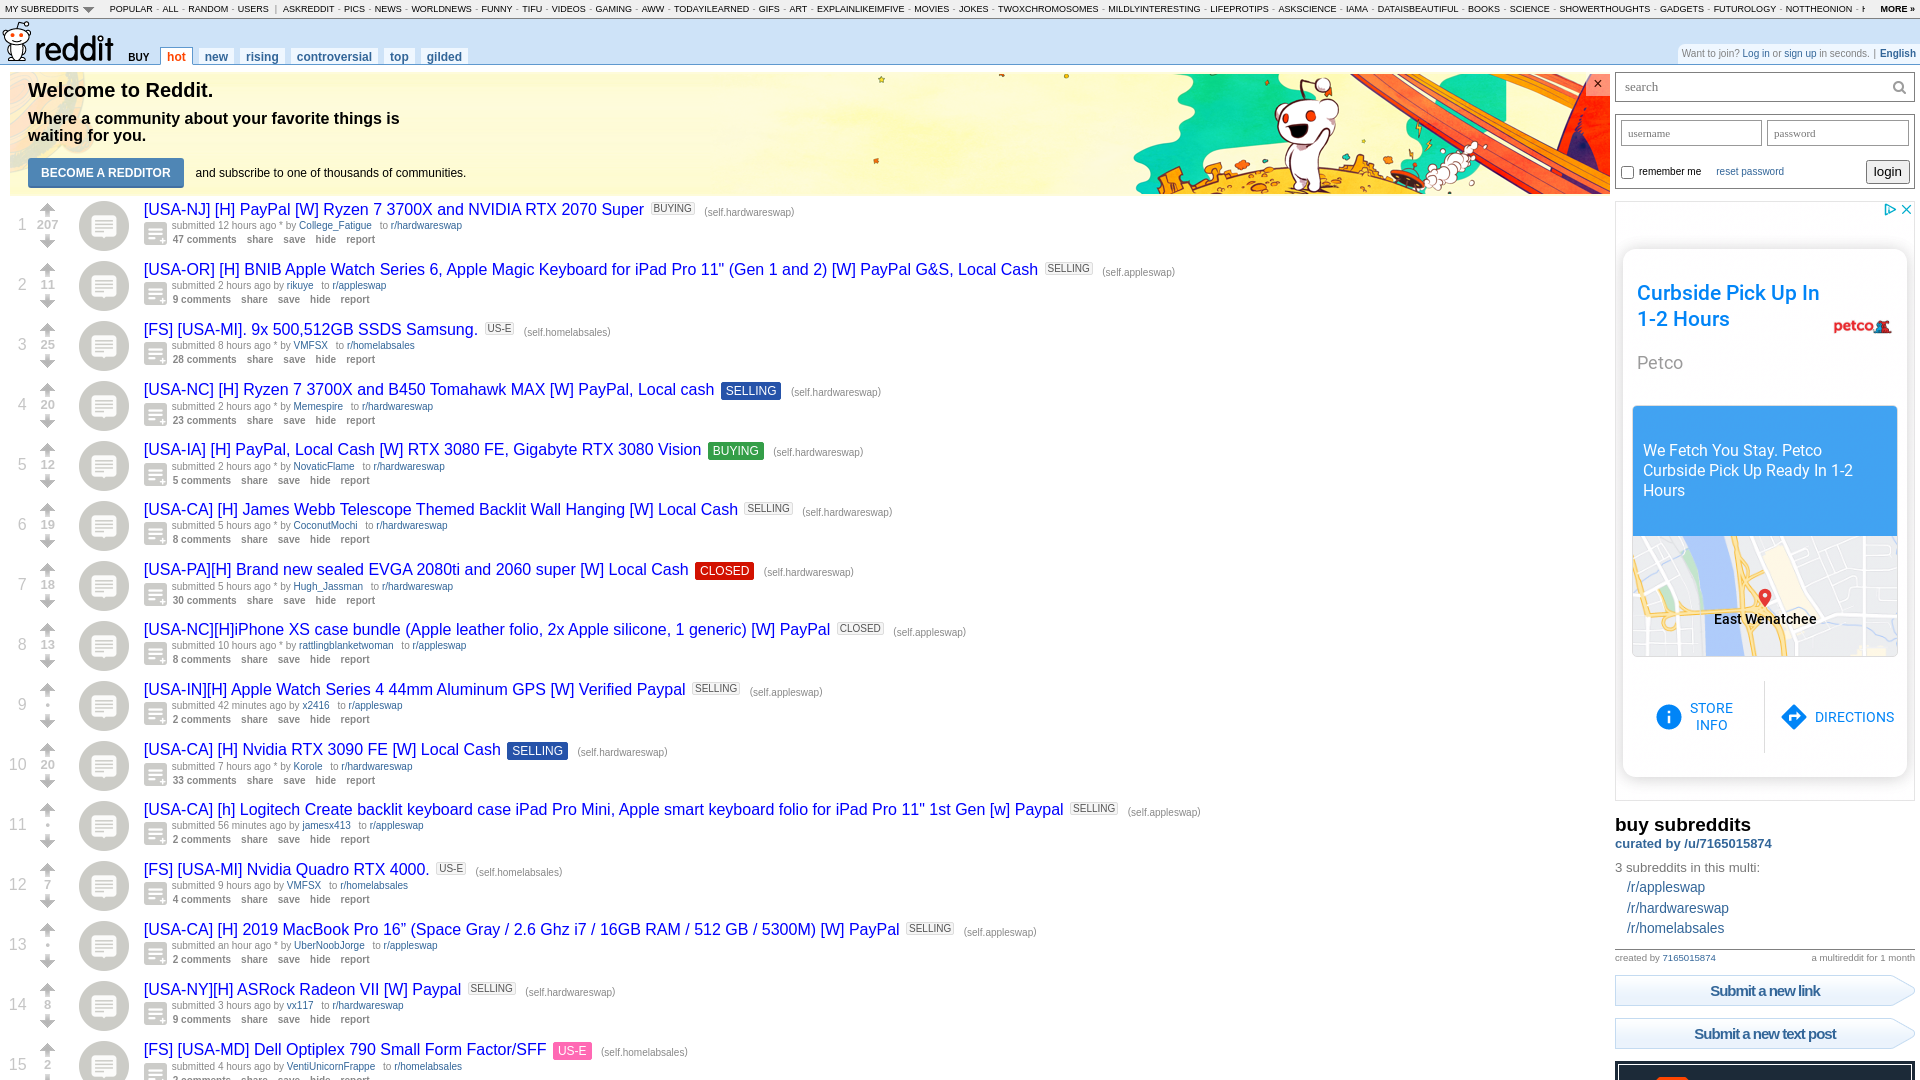 MY SUBREDDITS POPULAR - ALL - RANDOM - USERS | ASKREDDIT - PICS - NEWS - WORLDNEWS - FUNNY - TIFU - VIDEOS - GAMING - AWW - TODAYILEARNED - GIFS - ART - EXPLAINLIKEIMFIVE - MOVIES - JOKES - TWOXCHROMOSOMES - MILDLYINTERESTING - LIFEPROTIPS - ASKSCIENCE - IAMA - DATAISBEAUTIFUL - BOOKS - SCIENCE - SHOWERTHOUGHTS - GADGETS - FUTUROLOGY - NOTTHEONION - MORE »
reddit BUY hot new rising controversial top gilded
Want to join? Log in or sign up in seconds. | English
Welcome to Reddit.
Where a community about your favorite things is
waiting for you.
BECOME A REDDITOR and subscribe to one of thousands of communities.
×
1 207 [USA-NJ] [H] PayPal [W] Ryzen 7 3700X and NVIDIA RTX 2070 Super BUYING (self.hardwareswap)
submitted 12 hours ago * by College_Fatigue to r/hardwareswap
47 comments share save hide report
2 11 [USA-OR] [H] BNIB Apple Watch Series 6, Apple Magic Keyboard for iPad Pro 11" (Gen 1 and 2) [W] PayPal G&S, Local Cash SELLING (self.appleswap)
submitted 2 hours ago by rikuye to r/appleswap
9 comments share save hide report
3 25 [FS] [USA-MI]. 9x 500,512GB SSDS Samsung. US-E (self.homelabsales)
submitted 8 hours ago * by VMFSX to r/homelabsales
28 comments share save hide report
4 20 [USA-NC] [H] Ryzen 7 3700X and B450 Tomahawk MAX [W] PayPal, Local cash SELLING (self.hardwareswap)
submitted 2 hours ago * by Memespire to r/hardwareswap
23 comments share save hide report
5 12 [USA-IA] [H] PayPal, Local Cash [W] RTX 3080 FE, Gigabyte RTX 3080 Vision BUYING (self.hardwareswap)
submitted 2 hours ago * by NovaticFlame to r/hardwareswap
5 comments share save hide report
6 19 [USA-CA] [H] James Webb Telescope Themed Backlit Wall Hanging [W] Local Cash SELLING (self.hardwareswap)
submitted 5 hours ago * by CoconutMochi to r/hardwareswap
8 comments share save hide report
7 18 [USA-PA][H] Brand new sealed EVGA 2080ti and 2060 super [W] Local Cash CLOSED (self.hardwareswap)
submitted 5 hours ago * by Hugh_Jassman to r/hardwareswap
30 comments share save hide report
8 13 [USA-NC][H]iPhone XS case bundle (Apple leather folio, 2x Apple silicone, 1 generic) [W] PayPal CLOSED (self.appleswap)
submitted 10 hours ago * by rattlingblanketwoman to r/appleswap
8 comments share save hide report
9 • [USA-IN][H] Apple Watch Series 4 44mm Aluminum GPS [W] Verified Paypal SELLING (self.appleswap)
submitted 42 minutes ago by x2416 to r/appleswap
2 comments share save hide report
10 20 [USA-CA] [H] Nvidia RTX 3090 FE [W] Local Cash SELLING (self.hardwareswap)
submitted 7 hours ago * by Korole to r/hardwareswap
33 comments share save hide report
11 • [USA-CA] [h] Logitech Create backlit keyboard case iPad Pro Mini, Apple smart keyboard folio for iPad Pro 11" 1st Gen [w] Paypal SELLING (self.appleswap)
submitted 56 minutes ago by jamesx413 to r/appleswap
2 comments share save hide report
12 7 [FS] [USA-MI] Nvidia Quadro RTX 4000. US-E (self.homelabsales)
submitted 9 hours ago by VMFSX to r/homelabsales
4 comments share save hide report
13 • [USA-CA] [H] 2019 MacBook Pro 16” (Space Gray / 2.6 Ghz i7 / 16GB RAM / 512 GB / 5300M) [W] PayPal SELLING (self.appleswap)
submitted an hour ago * by UberNoobJorge to r/appleswap
2 comments share save hide report
14 8 [USA-NY][H] ASRock Radeon VII [W] Paypal SELLING (self.hardwareswap)
submitted 3 hours ago by vx117 to r/hardwareswap
9 comments share save hide report
15 2 [FS] [USA-MD] Dell Optiplex 790 Small Form Factor/SFF US-E (self.homelabsales)
submitted 4 hours ago by VentiUnicornFrappe to r/homelabsales
2 comments share save hide report
search
username password
remember me reset password login
Curbside Pick Up In
1-2 Hours
petco
Petco
We Fetch You Stay. Petco
Curbside Pick Up Ready In 1-2
Hours
East Wenatchee
STORE
INFO
DIRECTIONS
buy subreddits
curated by /u/7165015874
3 subreddits in this multi:
/r/appleswap
/r/hardwareswap
/r/homelabsales
created by 7165015874 a multireddit for 1 month
Submit a new link
Submit a new text post